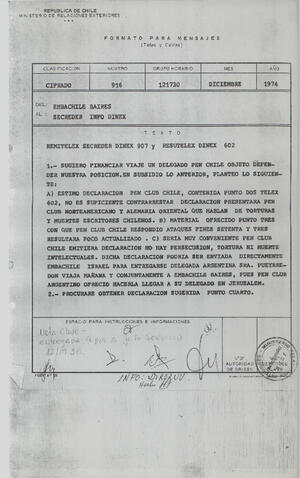 REPUBLICA DE CHILE
MINISTERIO DE RELACIONES EXTERIORES
FORMATO PARA MENSAJES
(Telex y Cables)
CLASIFICACION NUMERO GRUPO HORARIO MES AÑO
CIFRADO 916 121730 DICIEMBRE 1974
DEL: EMBACHILE BAIRES
AL: SECREDER INFO DINEX
TEXTO
REMITELEX SECREDER DINEX 907 y RESUTELEX DINEX 602
1.- SUGIERO FINANCIAR VIAJE UN DELEGADO PEN CHILE OBJETO DEFEN-
DER NUESTRA POSICION. EN SUBSIDIO LO ANTERIOR, PLANTEO LO SIGUIEN-
TE:
A) ESTIMO DECLARACION PEN CLUB CHILE, CONTENIDA PUNTO DOS TELEX
602, NO ES SUFICIENTE CONTRARRESTAR DECLARACION PRESENTARA PEN
CLUB NORTEAMERICANO Y ALEMANIA ORIENTAL QUE HABLAN DE TORTURAS
Y MUERTES ESCRITORES CHILENOS. B) MATERIAL OFRECIDO PUNTO TRES
CON QUE PEN CLUB CHILE RESPONDIO ATAQUES FINES SETENTA Y TRES
RESULTARA POCO ACTUALIZADO. C) SERIA MUY CONVENIENTE PEN CLUB
CHILE EMITIERA DECLARACION NO HAY PERSECUCION, TORTURA NI MUERTE
INTELECTUALES. DICHA DECLARACION PODRIA SER ENVIADA DIRECTAMENTE
EMBACHILE ISRAEL PARA ENTREGARSE DELEGADA ARGENTINA SRA. PUEYRRE-
DON VIAJA MAÑANA Y CONJUNTAMENTE A EMBACHILE BAIRES, PUES PEN CLUB
ARGENTINO OFRECIO HACERLA LLEGAR A SU DELEGADO EN JERUSALEM.
2.- PROCURARE OBTENER DECLARACION SUGERIDA PUNTO CUARTO.
ESPACIO PARA INSTRUCCIONES E INFORMACIONES
Vº Bº
AUTORIDAD
DE ORIGEN
INFO: